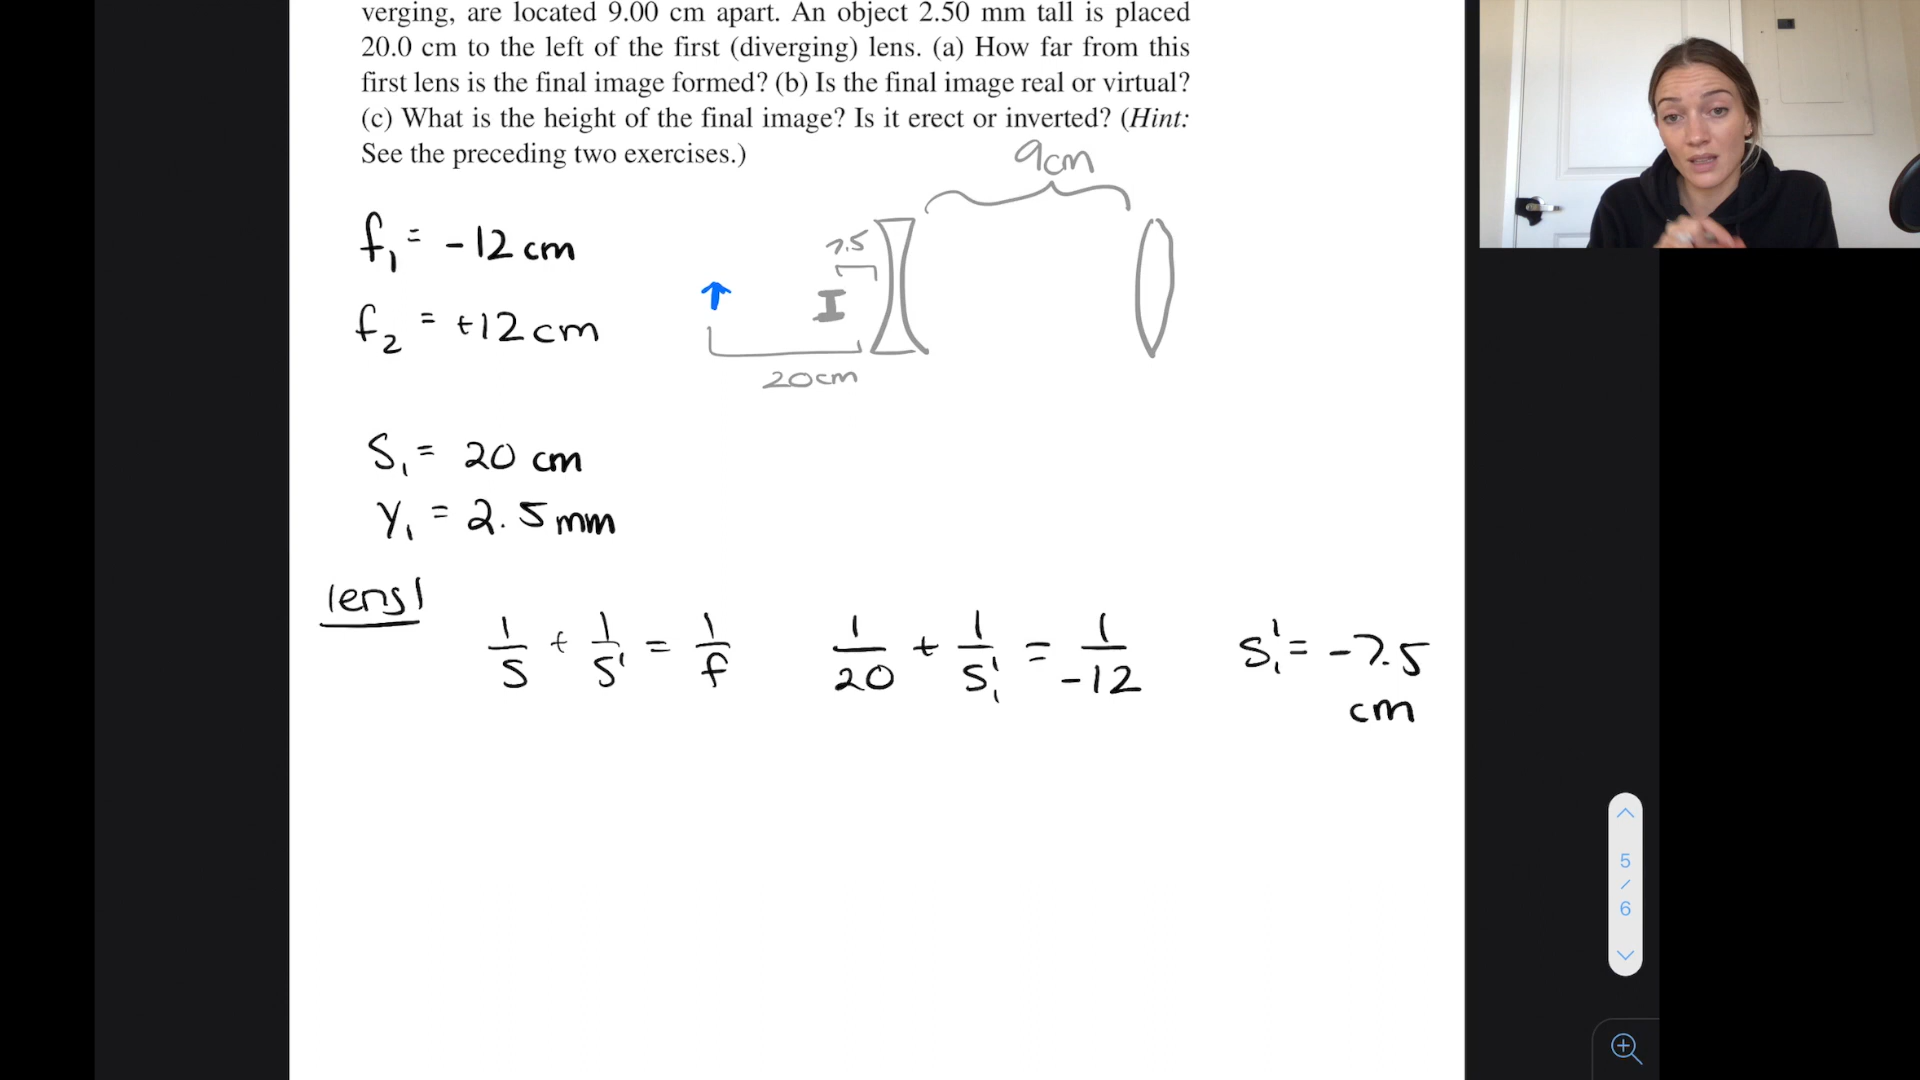 verging, are located 9.00 cm apart. An object 2.50 mm tall is placed
20.0 cm to the left of the first (diverging) lens. (a) How far from this
first lens is the final image formed? (b) Is the final image real or virtual?
(c) What is the height of the final image? Is it erect or inverted? (Hint:
See the preceding two exercises.)
9cm
f₁ = -12 cm
7.5
I
f₂ = +12 cm
20cm
S₁ = 20 cm
Y₁ = 2.5 mm
lens 1
1/S + 1/S' = 1/f   1/20 + 1/S₁' = 1/-12   S₁' = -7.5
cm
5
/
6